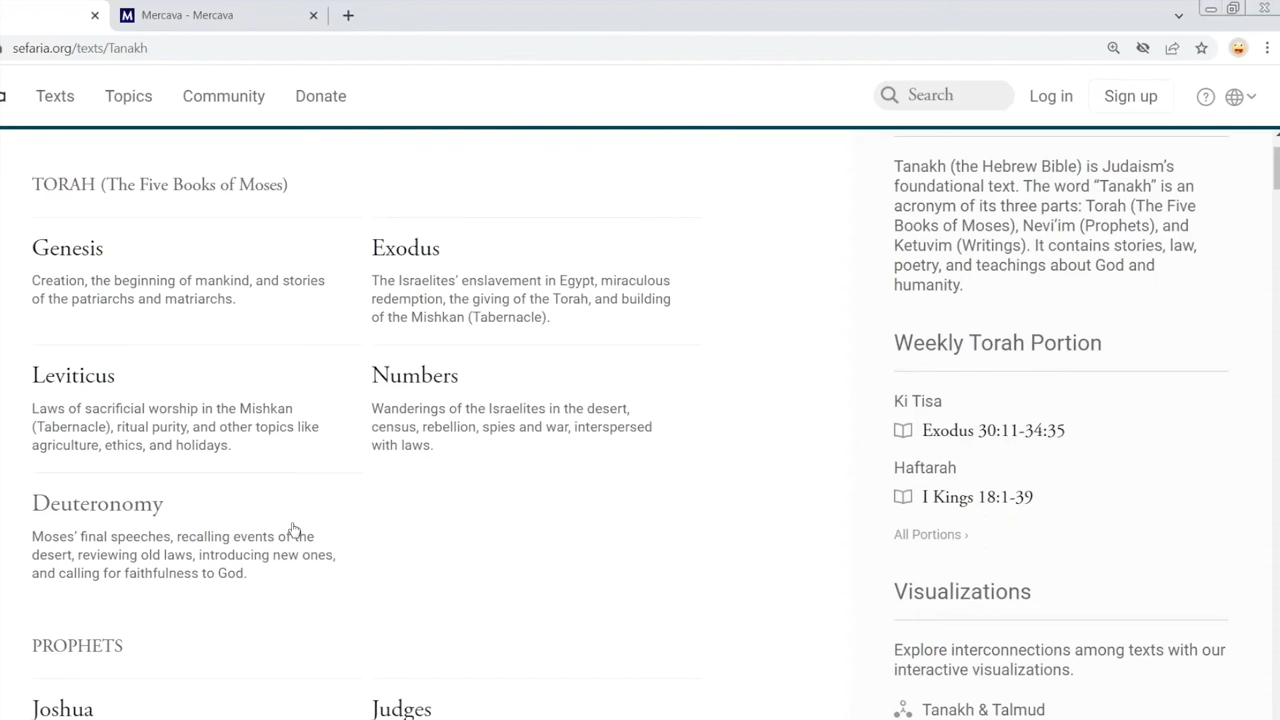 Mercava - Mercava
sefaria.org/texts/Tanakh
a Texts Topics Community Donate Search Log in Sign up
TORAH (The Five Books of Moses)
Genesis
Creation, the beginning of mankind, and stories
of the patriarchs and matriarchs.
Exodus
The Israelites’ enslavement in Egypt, miraculous
redemption, the giving of the Torah, and building
of the Mishkan (Tabernacle).
Leviticus
Laws of sacrificial worship in the Mishkan
(Tabernacle), ritual purity, and other topics like
agriculture, ethics, and holidays.
Numbers
Wanderings of the Israelites in the desert,
census, rebellion, spies and war, interspersed
with laws.
Deuteronomy
Moses’ final speeches, recalling events of the
desert, reviewing old laws, introducing new ones,
and calling for faithfulness to God.
PROPHETS
Joshua
Judges
Tanakh (the Hebrew Bible) is Judaism’s
foundational text. The word “Tanakh” is an
acronym of its three parts: Torah (The Five
Books of Moses), Nevi’im (Prophets), and
Ketuvim (Writings). It contains stories, law,
poetry, and teachings about God and
humanity.
Weekly Torah Portion
Ki Tisa
Exodus 30:11-34:35
Haftarah
I Kings 18:1-39
All Portions ›
Visualizations
Explore interconnections among texts with our
interactive visualizations.
Tanakh & Talmud